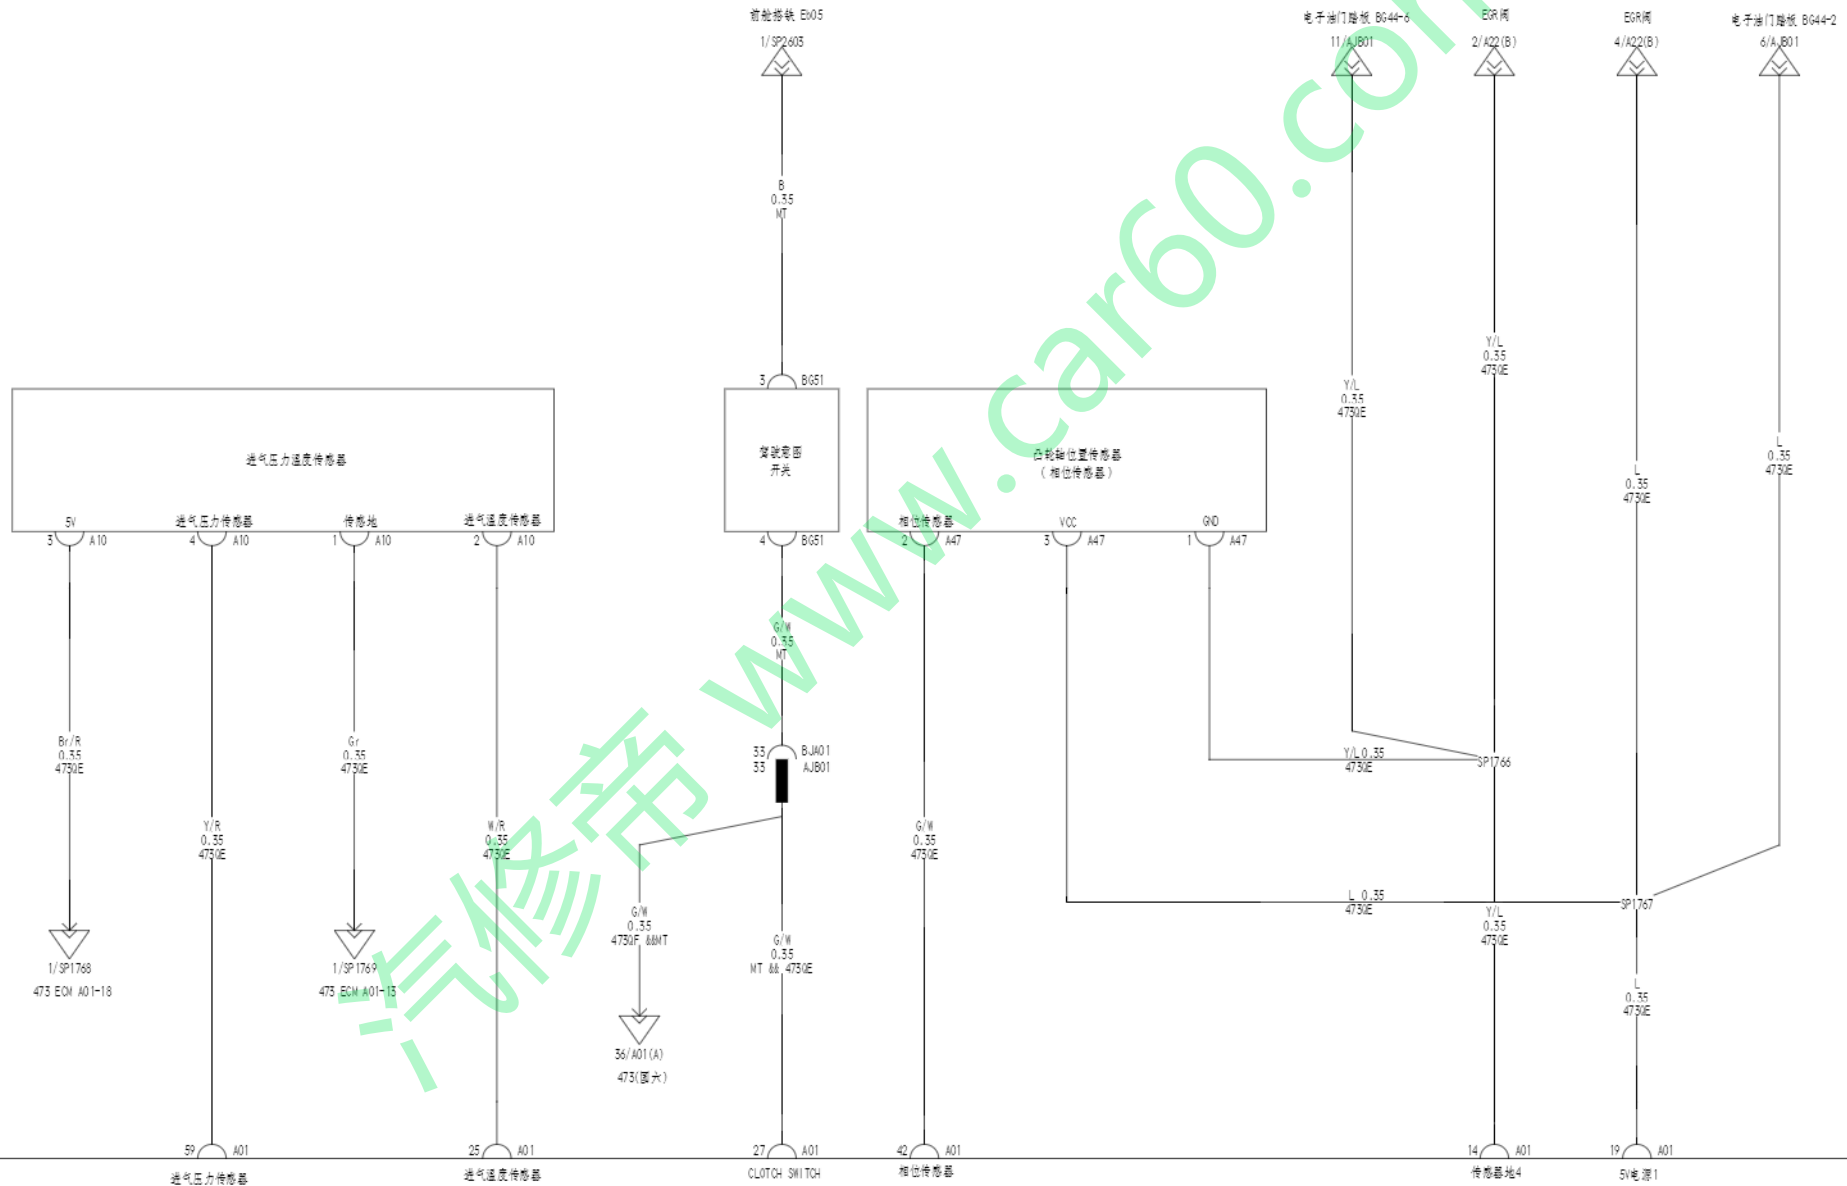 前舱搭铁 Eb05
1/SP2603
电子油门踏板 BG44-6
11/AJB01
EGR阀
2/A22(B)
EGR阀
4/A22(B)
电子油门踏板 BG44-2
6/AJB01
B
0.35
MT
Y/L
0.35
473QE
Y/L
0.35
473QE
L
0.35
473QE
L
0.35
473QE
3 BG51
进气压力温度传感器
驾驶意图
开关
凸轮轴位置传感器
(相位传感器)
5V
进气压力传感器
传感地
进气温度传感器
相位传感器
VCC
GND
3 A10
4 A10
1 A10
2 A10
4 BG51
2 A47
3 A47
1 A47
G/W
0.35
MT
Br/R
0.35
473QE
Gr
0.35
473QE
33 BJA01
33 AJB01
Y/L 0.35
473QE
SP1766
Y/R
0.35
473QE
W/R
0.35
473QE
G/W
0.35
473QE
L 0.35
473QE
SP1767
G/W
0.35
473QF &&MT
G/W
0.35
MT && 473QE
Y/L
0.35
473QE
1/SP1768
473 ECM A01-18
1/SP1769
473 ECM A01-13
L
0.35
473QE
36/A01(A)
473(国六)
59 A01
进气压力传感器
25 A01
进气温度传感器
27 A01
CLOTCH SWITCH
42 A01
相位传感器
14 A01
传感器地4
19 A01
5V电源1
汽修帝 www.car60.com